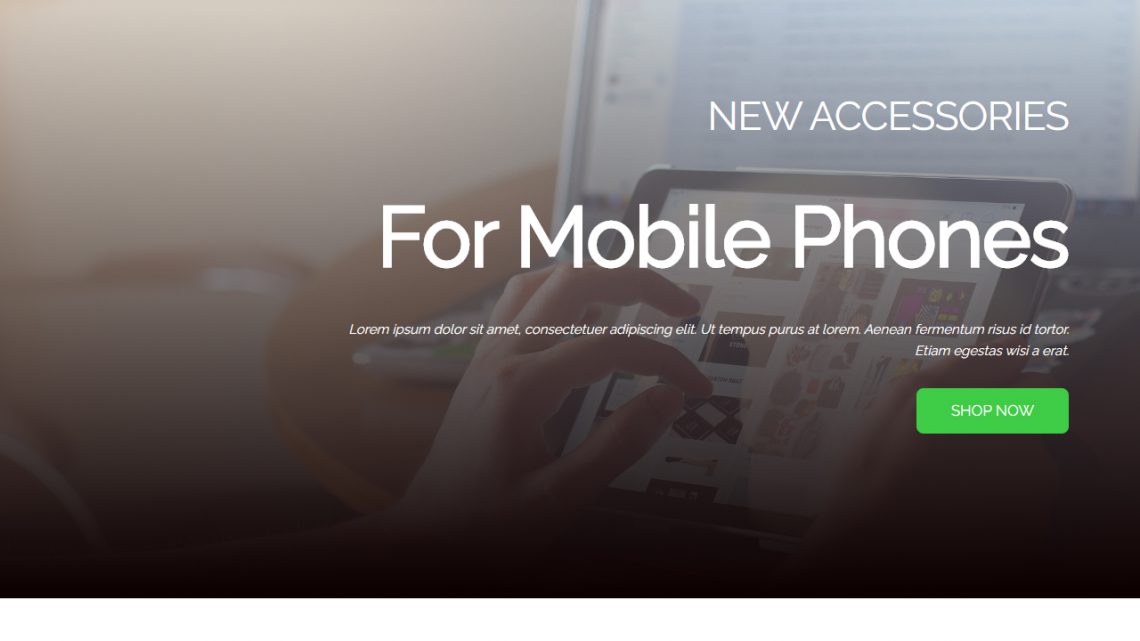 NEW ACCESSORIES
For Mobile Phones
Lorem ipsum dolor sit amet, consectetuer adipiscing elit. Ut tempus purus at lorem. Aenean fermentum risus id tortor.
Etiam egestas wisi a erat.
SHOP NOW